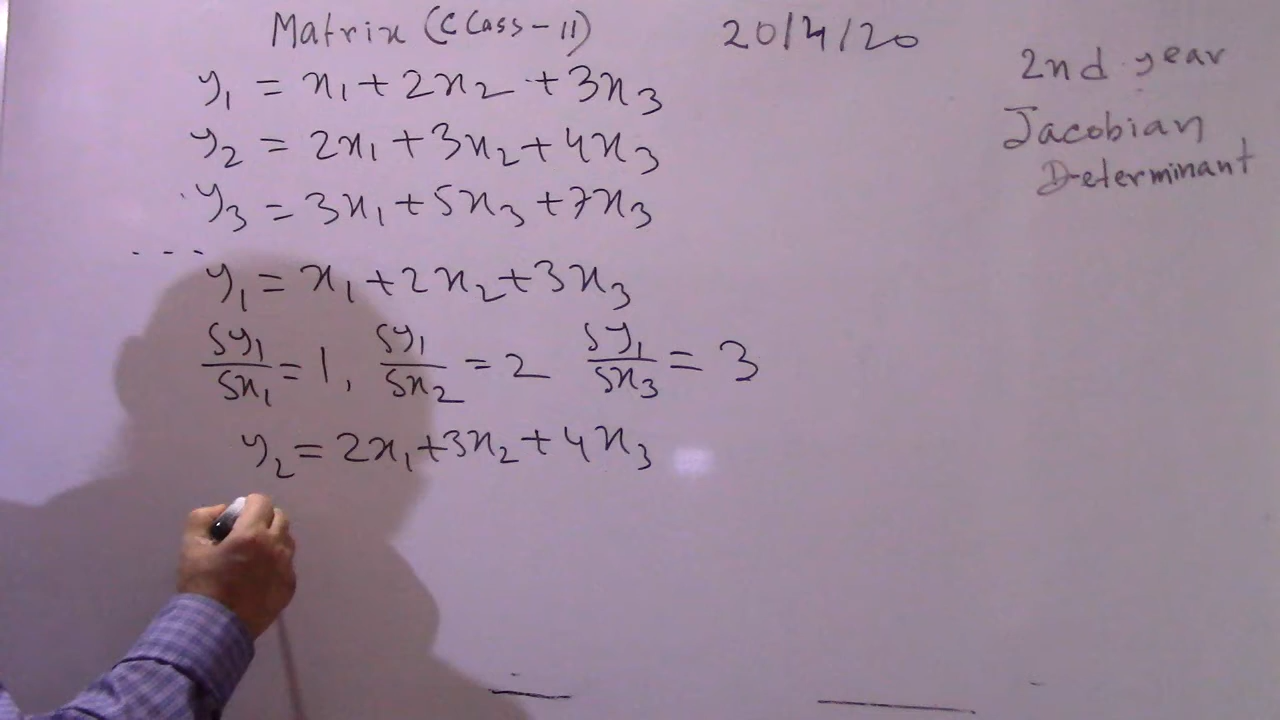 Matrix (Class-11)
20/4/20
2nd year
Jacobian
Determinant
y₁ = x₁ + 2x₂ + 3x₃
y₂ = 2x₁ + 3x₂ + 4x₃
y₃ = 3x₁ + 5x₃ + 7x₃
y₁ = x₁ + 2x₂ + 3x₃
δy₁/δx₁ = 1, δy₁/δx₂ = 2 δy₁/δx₃ = 3
y₂ = 2x₁ + 3x₂ + 4x₃